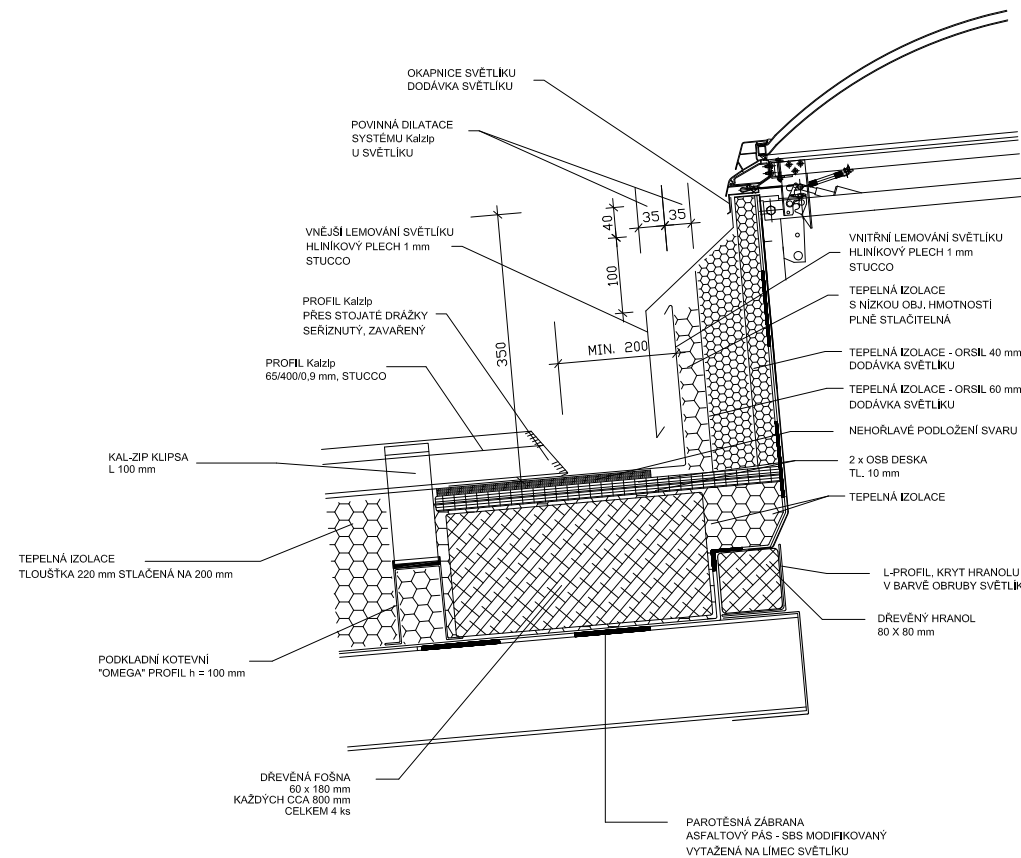 OKAPNICE SVĚTLÍKU
DODÁVKA SVĚTLÍKU
POVINNÁ DILATACE
SYSTÉMU Kalzip
U SVĚTLÍKU
VNĚJŠÍ LEMOVÁNÍ SVĚTLÍKU
HLINÍKOVÝ PLECH 1 mm
STUCCO
PROFIL Kalzip
PŘES STOJATÉ DRÁŽKY
SEŘÍZNUTÝ, ZAVAŘENÝ
PROFIL Kalzip
65/400/0,9 mm, STUCCO
KAL-ZIP KLIPSA
L 100 mm
TEPELNÁ IZOLACE
TLOUŠŤKA 220 mm STLAČENÁ NA 200 mm
PODKLADNÍ KOTEVNÍ
"OMEGA" PROFIL h = 100 mm
DŘEVĚNÁ FOŠNA
60 x 180 mm
KAŽDÝCH CCA 800 mm
CELKEM 4 ks
350
40
100
35
35
MIN. 200
VNITŘNÍ LEMOVÁNÍ SVĚTLÍKU
HLINÍKOVÝ PLECH 1 mm
STUCCO
TEPELNÁ IZOLACE
S NÍZKOU OBJ. HMOTNOSTÍ
PLNĚ STLAČITELNÁ
TEPELNÁ IZOLACE - ORSIL 40 mm
DODÁVKA SVĚTLÍKU
TEPELNÁ IZOLACE - ORSIL 60 mm
DODÁVKA SVĚTLÍKU
NEHOŘLAVÉ PODLOŽENÍ SVARU
2 x OSB DESKA
TL. 10 mm
TEPELNÁ IZOLACE
L-PROFIL, KRYT HRANOLU
V BARVĚ OBRUBY SVĚTLÍK
DŘEVĚNÝ HRANOL
80 X 80 mm
PAROTĚSNÁ ZÁBRANA
ASFALTOVÝ PÁS - SBS MODIFIKOVANÝ
VYTAŽENÁ NA LÍMEC SVĚTLÍKU